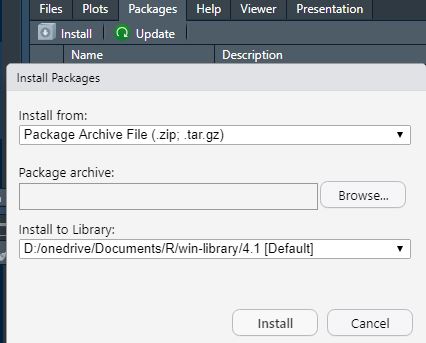 Files Plots Packages Help Viewer Presentation
Install Update
Name Description
Install Packages
Install from:
Package Archive File (.zip; .tar.gz)
Package archive:
Browse...
Install to Library:
D:/onedrive/Documents/R/win-library/4.1 [Default]
Install Cancel